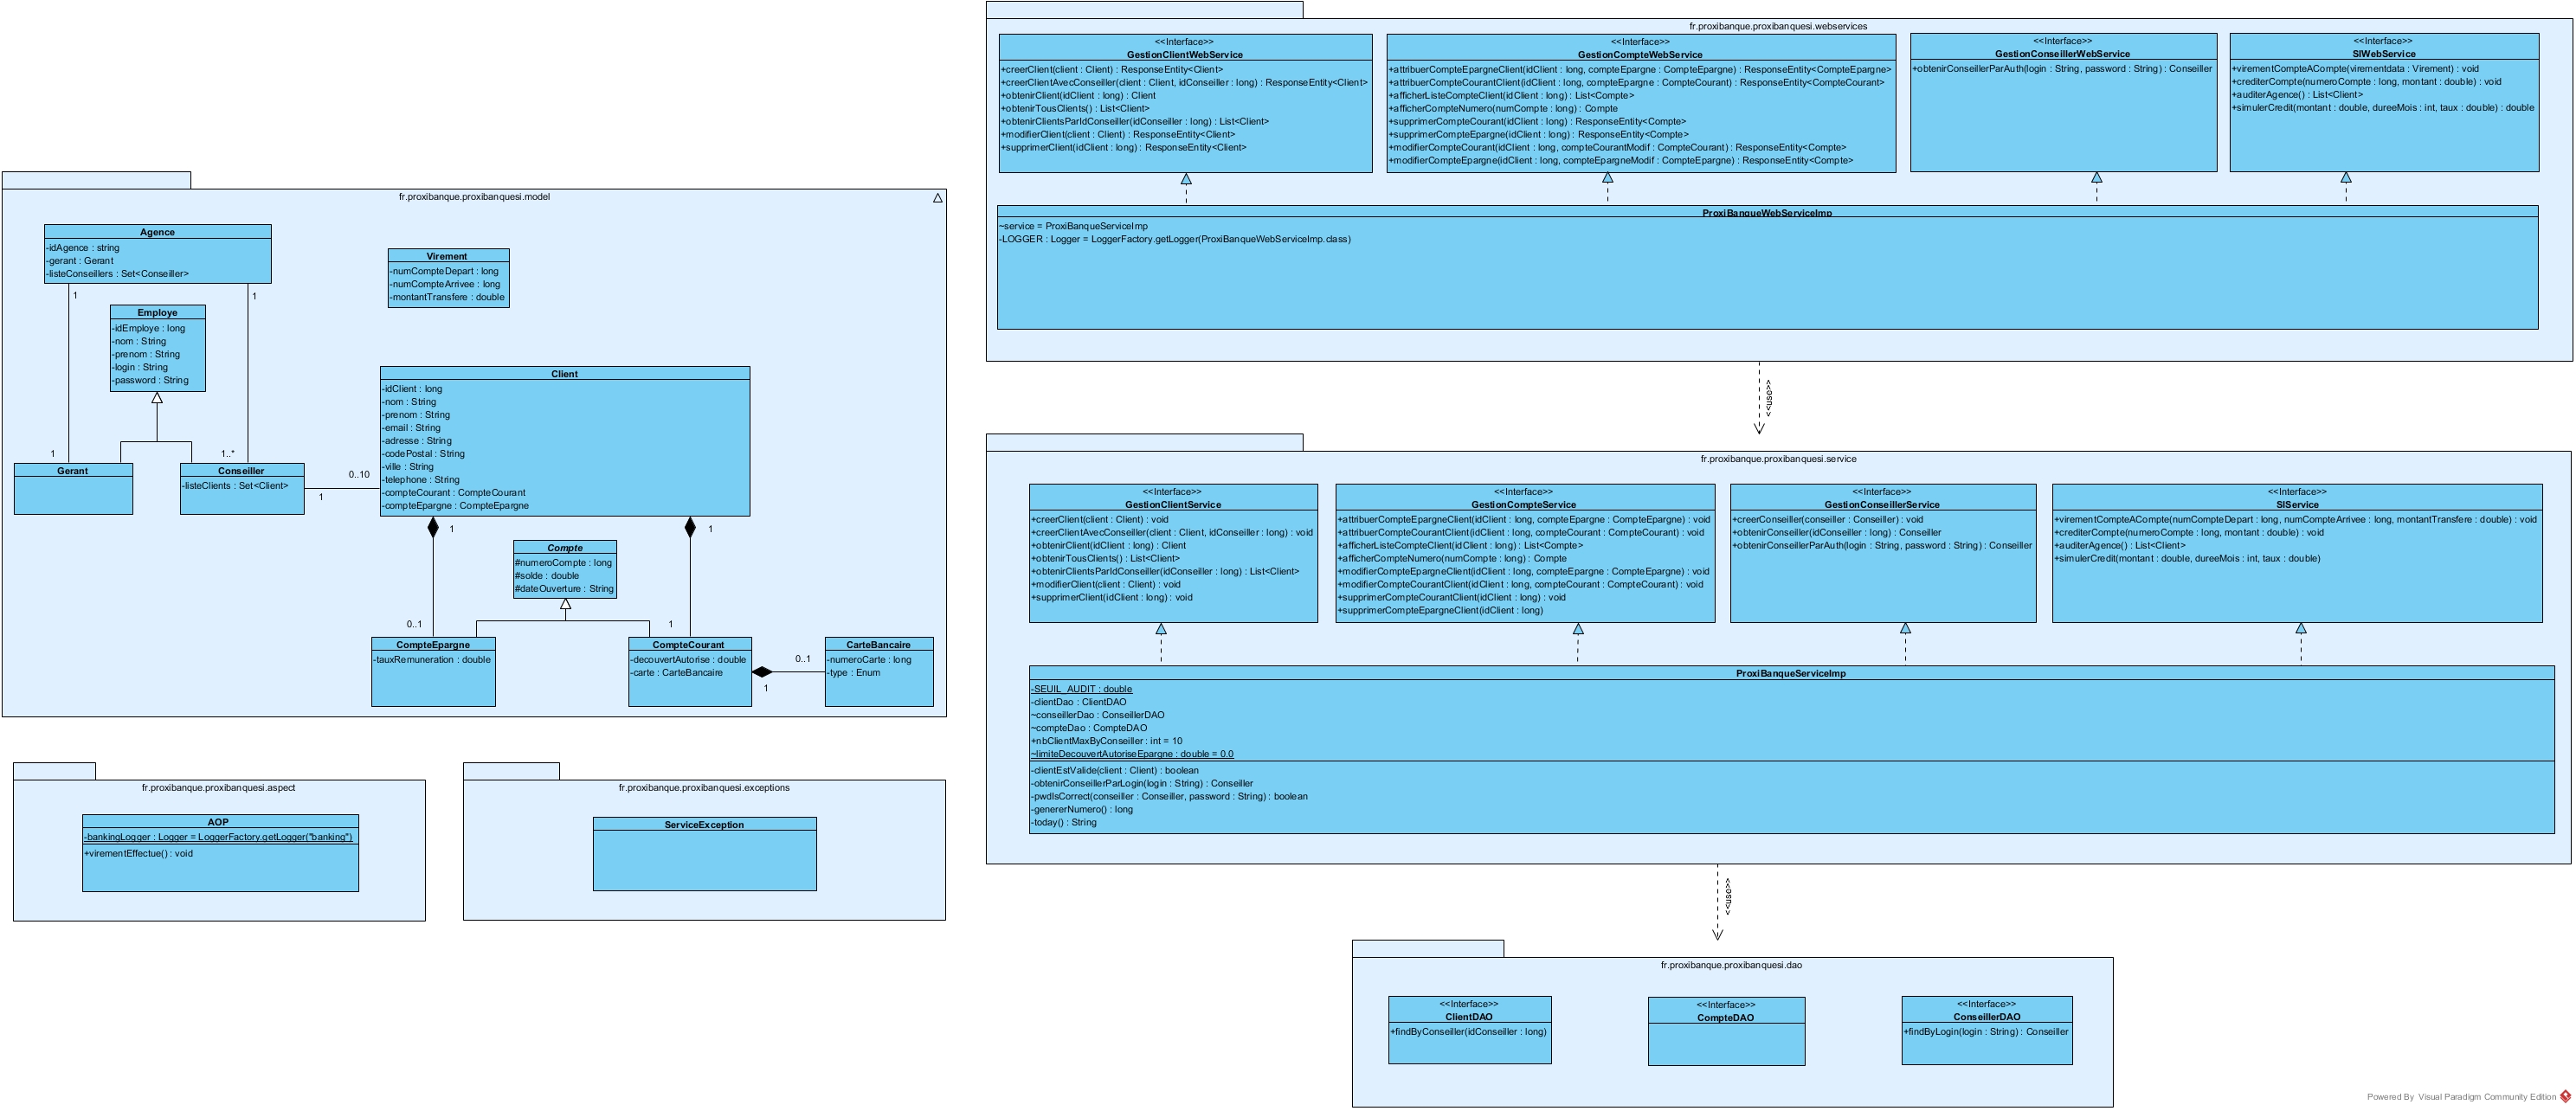 fr.proxibanque.proxibanquesi.model
Agence
-idAgence : string
-gerant : Gerant
-listeConseillers : Set<Conseiller>
1
1
Virement
-numCompteDepart : long
-numCompteArrivee : long
-montantTransfere : double
Employe
-idEmploye : long
-nom : String
-prenom : String
-login : String
-password : String
1
1..*
Gerant
Conseiller
-listeClients : Set<Client>
0..10
1
Client
-idClient : long
-nom : String
-prenom : String
-email : String
-adresse : String
-codePostal : String
-ville : String
-telephone : String
-compteCourant : CompteCourant
-compteEpargne : CompteEpargne
1
1
Compte
#numeroCompte : long
#solde : double
#dateOuverture : String
0..1
1
CompteEpargne
-tauxRemuneration : double
CompteCourant
-decouvertAutorise : double
-carte : CarteBancaire
0..1
1
CarteBancaire
-numeroCarte : long
-type : Enum
fr.proxibanque.proxibanquesi.aspect
AOP
-bankingLogger : Logger = LoggerFactory.getLogger("banking")
+virementEffectue() : void
fr.proxibanque.proxibanquesi.exceptions
ServiceException
fr.proxibanque.proxibanquesi.webservices
<<Interface>>
GestionClientWebService
+creerClient(client : Client) : ResponseEntity<Client>
+creerClientAvecConseiller(client : Client, idConseiller : long) : ResponseEntity<Client>
+obtenirClient(idClient : long) : Client
+obtenirTousClients() : List<Client>
+obtenirClientsParIdConseiller(idConseiller : long) : List<Client>
+modifierClient(client : Client) : ResponseEntity<Client>
+supprimerClient(idClient : long) : ResponseEntity<Client>
<<Interface>>
GestionCompteWebService
+attribuerCompteEpargneClient(idClient : long, compteEpargne : CompteEpargne) : ResponseEntity<CompteEpargne>
+attribuerCompteCourantClient(idClient : long, compteEpargne : CompteCourant) : ResponseEntity<CompteCourant>
+afficherListeCompteClient(idClient : long) : List<Compte>
+afficherCompteNumero(numCompte : long) : Compte
+supprimerCompteCourant(idClient : long) : ResponseEntity<Compte>
+supprimerCompteEpargne(idClient : long) : ResponseEntity<Compte>
+modifierCompteCourant(idClient : long, compteCourantModif : CompteCourant) : ResponseEntity<Compte>
+modifierCompteEpargne(idClient : long, compteEpargneModif : CompteEpargne) : ResponseEntity<Compte>
<<Interface>>
GestionConseillerWebService
+obtenirConseillerParAuth(login : String, password : String) : Conseiller
<<Interface>>
SIWebService
+virementCompteACompte(virementdata : Virement) : void
+crediterCompte(numeroCompte : long, montant : double) : void
+auditerAgence() : List<Client>
+simulerCredit(montant : double, dureeMois : int, taux : double) : double
ProxiBanqueWebServiceImp
~service = ProxiBanqueServiceImp
-LOGGER : Logger = LoggerFactory.getLogger(ProxiBanqueWebServiceImp.class)
<<use>>
fr.proxibanque.proxibanquesi.service
<<Interface>>
GestionClientService
+creerClient(client : Client) : void
+creerClientAvecConseiller(client : Client, idConseiller : long) : void
+obtenirClient(idClient : long) : Client
+obtenirTousClients() : List<Client>
+obtenirClientsParIdConseiller(idConseiller : long) : List<Client>
+modifierClient(client : Client) : void
+supprimerClient(idClient : long) : void
<<Interface>>
GestionCompteService
+attribuerCompteEpargneClient(idClient : long, compteEpargne : CompteEpargne) : void
+attribuerCompteCourantClient(idClient : long, compteCourant : CompteCourant) : void
+afficherListeCompteClient(idClient : long) : List<Compte>
+afficherCompteNumero(numCompte : long) : Compte
+modifierCompteEpargneClient(idClient : long, compteEpargne : CompteEpargne) : void
+modifierCompteCourantClient(idClient : long, compteCourant : CompteCourant) : void
+supprimerCompteCourantClient(idClient : long) : void
+supprimerCompteEpargneClient(idClient : long)
<<Interface>>
GestionConseillerService
+creerConseiller(conseiller : Conseiller) : void
+obtenirConseiller(idConseiller : long) : Conseiller
+obtenirConseillerParAuth(login : String, password : String) : Conseiller
<<Interface>>
SIService
+virementCompteACompte(numCompteDepart : long, numCompteArrivee : long, montantTransfere : double) : void
+crediterCompte(numeroCompte : long, montant : double) : void
+auditerAgence() : List<Client>
+simulerCredit(montant : double, dureeMois : int, taux : double)
ProxiBanqueServiceImp
-SEUIL_AUDIT : double
-clientDao : ClientDAO
~conseillerDao : ConseillerDAO
~compteDao : CompteDAO
+nbClientMaxByConseiller : int = 10
~limiteDecouvertAutoriseEpargne : double = 0.0
-clientEstValide(client : Client) : boolean
-obtenirConseillerParLogin(login : String) : Conseiller
-pwdIsCorrect(conseiller : Conseiller, password : String) : boolean
-genererNumero() : long
-today() : String
<<use>>
fr.proxibanque.proxibanquesi.dao
<<Interface>>
ClientDAO
+findByConseiller(idConseiller : long)
<<Interface>>
CompteDAO
<<Interface>>
ConseillerDAO
+findByLogin(login : String) : Conseiller
Powered By Visual Paradigm Community Edition